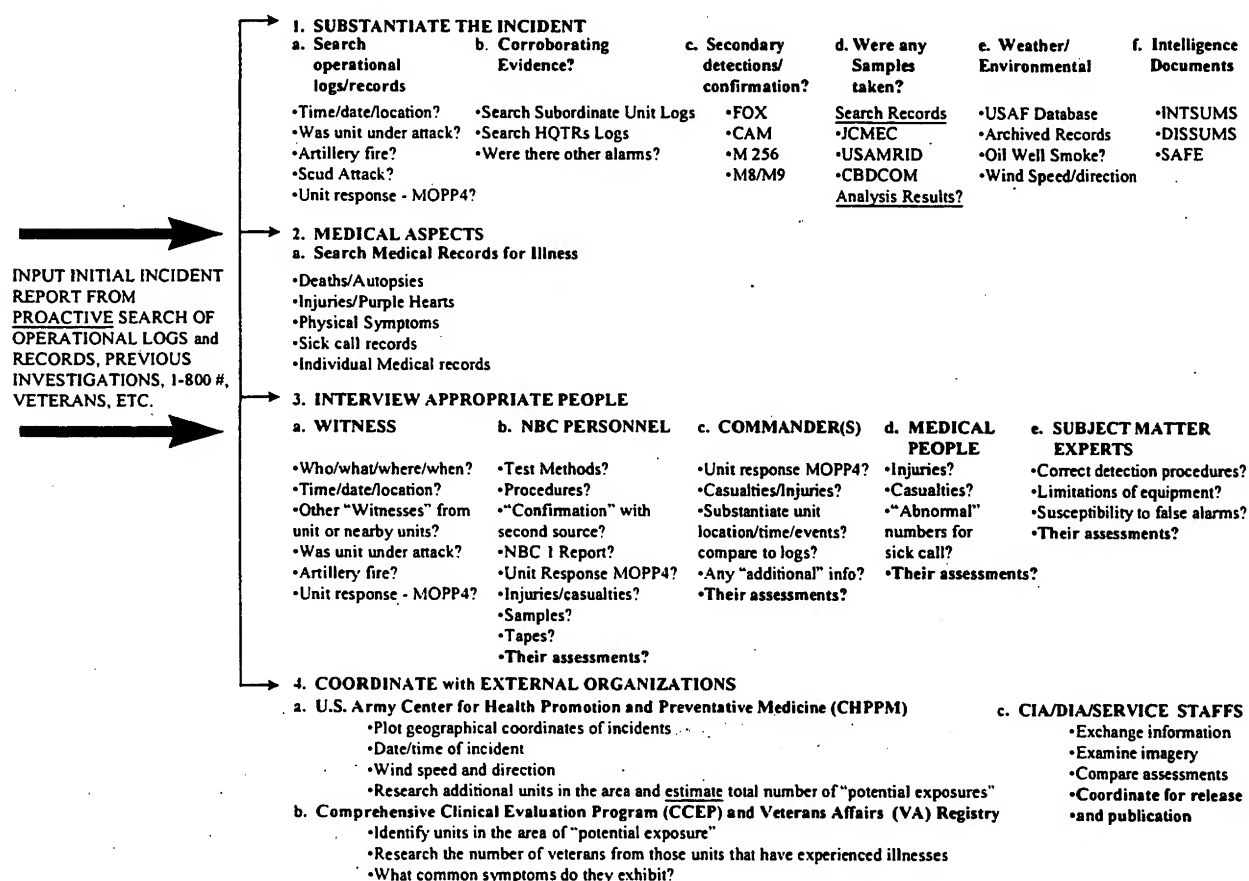 INPUT INITIAL INCIDENT
REPORT FROM
PROACTIVE SEARCH OF
OPERATIONAL LOGS and
RECORDS, PREVIOUS
INVESTIGATIONS, 1-800 #,
VETERANS, ETC.
1. SUBSTANTIATE THE INCIDENT
a. Search
operational
logs/records
•Time/date/location?
•Was unit under attack?
•Artillery fire?
•Scud Attack?
•Unit response - MOPP4?
b. Corroborating
Evidence?
•Search Subordinate Unit Logs
•Search HQTRs Logs
•Were there other alarms?
c. Secondary
detections/
confirmation?
•FOX
•CAM
•M 256
•M8/M9
d. Were any
Samples
taken?
Search Records
•JCMEC
•USAMRID
•CBDCOM
Analysis Results?
e. Weather/
Environmental
•USAF Database
•Archived Records
•Oil Well Smoke?
•Wind Speed/direction
f. Intelligence
Documents
•INTSUMS
•DISSUMS
•SAFE
2. MEDICAL ASPECTS
a. Search Medical Records for Illness
•Deaths/Autopsies
•Injuries/Purple Hearts
•Physical Symptoms
•Sick call records
•Individual Medical records
3. INTERVIEW APPROPRIATE PEOPLE
a. WITNESS
•Who/what/where/when?
•Time/date/location?
•Other "Witnesses" from
unit or nearby units?
•Was unit under attack?
•Artillery fire?
•Unit response - MOPP4?
b. NBC PERSONNEL
•Test Methods?
•Procedures?
•"Confirmation" with
second source?
•NBC 1 Report?
•Unit Response MOPP4?
•Injuries/casualties?
•Samples?
•Tapes?
•Their assessments?
c. COMMANDER(S)
•Unit response MOPP4?
•Casualties/Injuries?
•Substantiate unit
location/time/events?
compare to logs?
•Any "additional" info?
•Their assessments?
d. MEDICAL
PEOPLE
•Injuries?
•Casualties?
•"Abnormal"
numbers for
sick call?
•Their assessments?
e. SUBJECT MATTER
EXPERTS
•Correct detection procedures?
•Limitations of equipment?
•Susceptibility to false alarms?
•Their assessments?
4. COORDINATE with EXTERNAL ORGANIZATIONS
a. U.S. Army Center for Health Promotion and Preventative Medicine (CHPPM)
•Plot geographical coordinates of incidents
•Date/time of incident
•Wind speed and direction
•Research additional units in the area and estimate total number of "potential exposures"
b. Comprehensive Clinical Evaluation Program (CCEP) and Veterans Affairs (VA) Registry
•Identify units in the area of "potential exposure"
•Research the number of veterans from those units that have experienced illnesses
•What common symptoms do they exhibit?
c. CIA/DIA/SERVICE STAFFS
•Exchange information
•Examine imagery
•Compare assessments
•Coordinate for release
•and publication